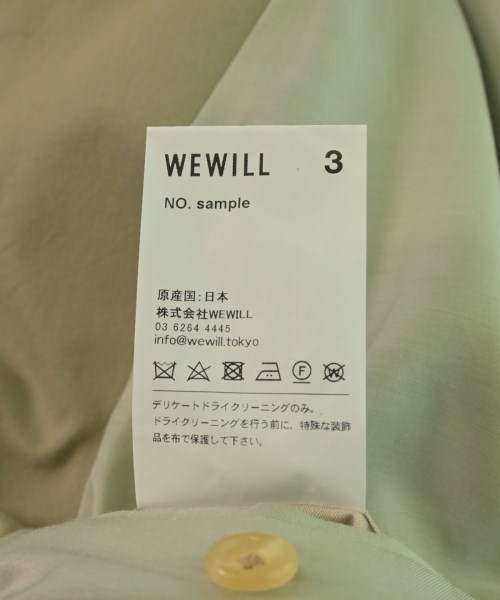 WEWILL 3
NO. sample
原産国:日本
株式会社WEWILL
03 6264 4445
info@wewill.tokyo
デリケートドライクリーニングのみ。
ドライクリーニングを行う前に、特殊な装飾
品を布で保護して下さい。